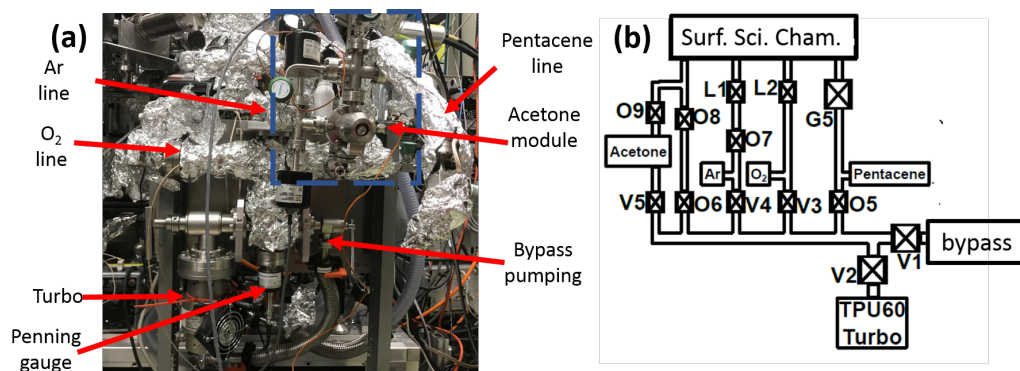 (a)
Ar
line
O2
line
Turbo
Penning
gauge
Pentacene
line
Acetone
module
Bypass
pumping
(b)
Surf. Sci. Cham.
L1
L2
G5
O9
O8
O7
Acetone
Ar
O2
Pentacene
V5
O6
V4
V3
O5
bypass
V1
V2
TPU60
Turbo